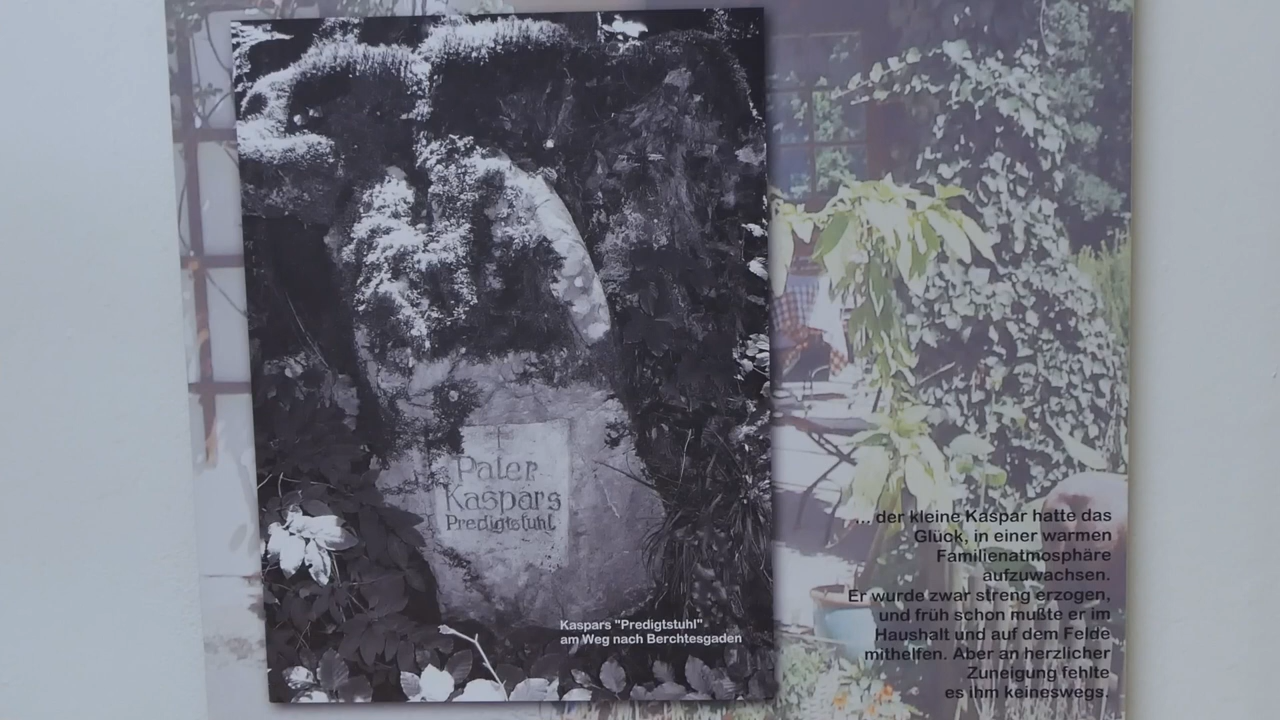 Pater
Kaspars
Predigtstuhl
Kaspars "Predigtstuhl"
am Weg nach Berchtesgaden
... der kleine Kaspar hatte das
Glück, in einer warmen
Familienatmosphäre
aufzuwachsen.
Er wurde zwar streng erzogen,
und früh schon mußte er im
Haushalt und auf dem Felde
mithelfen. Aber an herzlicher
Zuneigung fehlte
es ihm keineswegs.